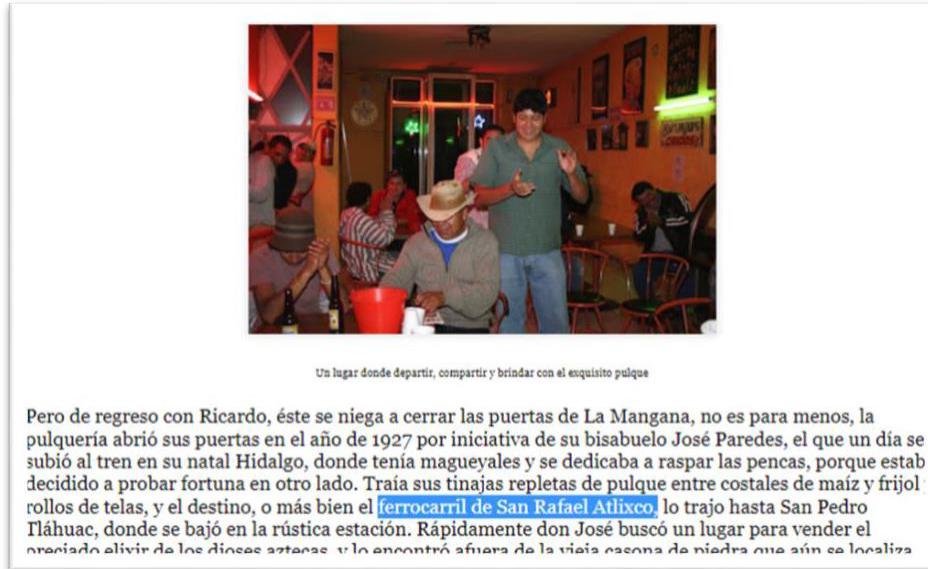 Un lugar donde departir, compartir y brindar con el exquisito pulque
Pero de regreso con Ricardo, éste se niega a cerrar las puertas de La Mangana, no es para menos, la
pulquería abrió sus puertas en el año de 1927 por iniciativa de su bisabuelo José Paredes, el que un día se
subió al tren en su natal Hidalgo, donde tenía magueyales y se dedicaba a raspar las pencas, porque estab
decidido a probar fortuna en otro lado. Traía sus tinajas repletas de pulque entre costales de maíz y frijol
rollos de telas, y el destino, o más bien el ferrocarril de San Rafael Atlixco, lo trajo hasta San Pedro
Tláhuac, donde se bajó en la rústica estación. Rápidamente don José buscó un lugar para vender el
preciado elixir de los dioses aztecas, y lo encontró afuera de la vieja casona de piedra que aún se localiza